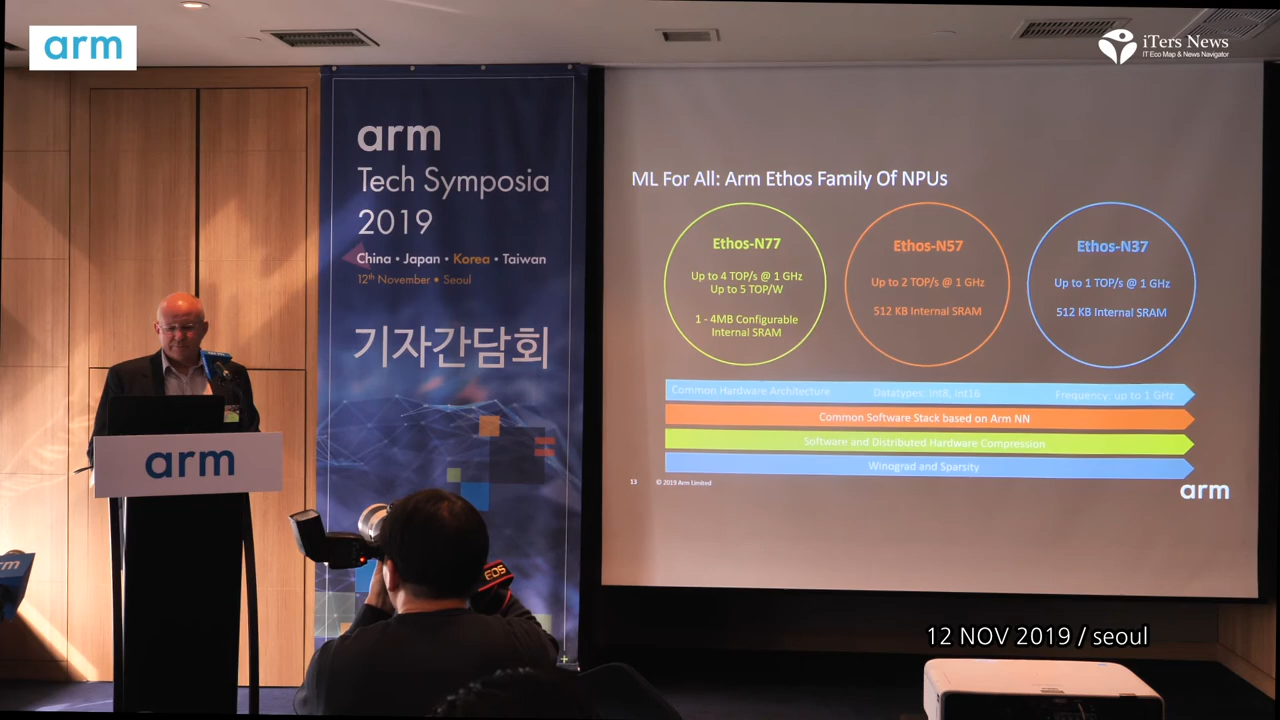 arm
iTers News
IT Eco Map & News Navigator
arm
Tech Symposia
2019
China • Japan • Korea • Taiwan
12th November • Seoul
기자간담회
ML For All: Arm Ethos Family Of NPUs
Ethos-N77
Up to 4 TOP/s @ 1 GHz
Up to 5 TOP/W
1 - 4MB Configurable
Internal SRAM
Ethos-N57
Up to 2 TOP/s @ 1 GHz
512 KB Internal SRAM
Ethos-N37
Up to 1 TOP/s @ 1 GHz
512 KB Internal SRAM
Common Hardware Architecture Datatypes: Int8, Int16 Frequency: up to 1 GHz
Common Software Stack based on Arm NN
Software and Distributed Hardware Compression
Winograd and Sparsity
13 © 2019 Arm Limited
arm
arm
EOS
12 NOV 2019 / seoul